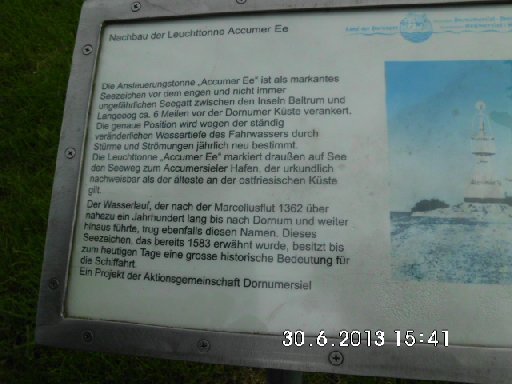 Nachbau der Leuchttonne Accumer Ee
Die Ansteuerungstonne „Accumer Ee“ ist als markantes
Seezeichen vor dem engen und nicht immer
ungefährlichen Seegatt zwischen den Inseln Baltrum und
Langeoog ca. 6 Meilen vor der Dornumer Küste verankert.
Die genaue Position wird wegen der ständig
veränderlichen Wassertiefe des Fahrwassers durch
Stürme und Strömungen jährlich neu bestimmt.
Die Leuchttonne „Accumer Ee“ markiert draußen auf See
den Seeweg zum Accumersieler Hafen, der urkundlich
nachweisbar als der älteste an der ostfriesischen Küste
gilt.
Der Wasserlauf, der nach der Marcellusflut 1362 über
nahezu ein Jahrhundert lang bis nach Dornum und weiter
hinaus führte, trug ebenfalls diesen Namen. Dieses
Seezeichen, das bereits 1583 erwähnt wurde, besitzt bis
zum heutigen Tage eine grosse historische Bedeutung für
die Schiffahrt.
Ein Projekt der Aktionsgemeinschaft Dornumersiel
30.6.2013 15:41